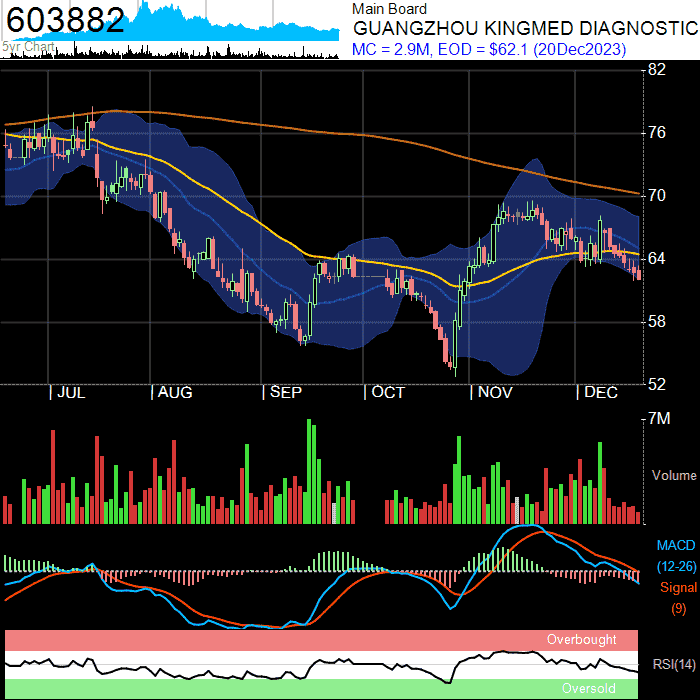 603882
5yr Chart
Main Board
GUANGZHOU KINGMED DIAGNOSTIC
MC = 2.9M, EOD = $62.1 (20Dec2023)
82
76
70
64
58
52
JUL
AUG
SEP
OCT
NOV
DEC
7M
Volume
MACD
(12-26)
Signal
(9)
Overbought
RSI(14)
Oversold